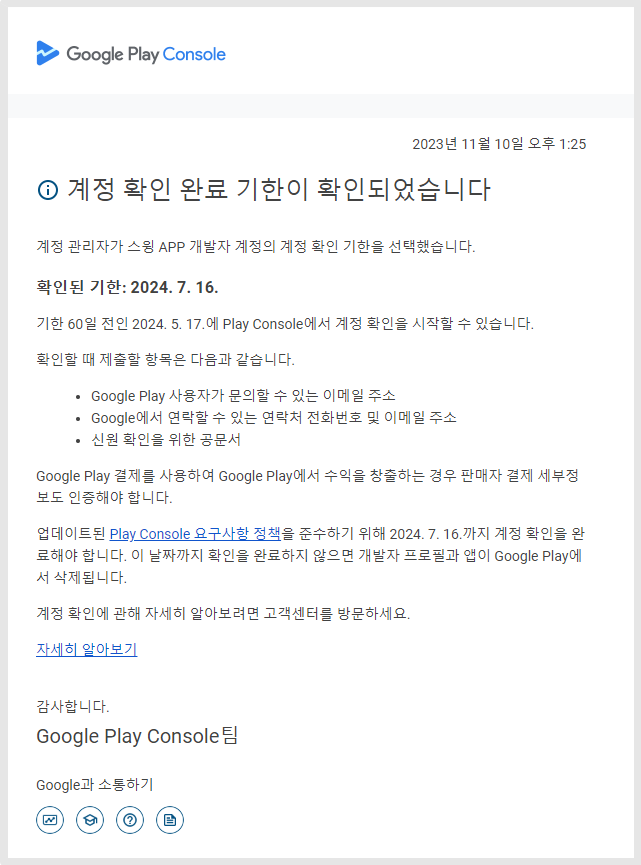 Google Play Console
2023년 11월 10일 오후 1:25
계정 확인 완료 기한이 확인되었습니다
계정 관리자가 스윙 APP 개발자 계정의 계정 확인 기한을 선택했습니다.
확인된 기한: 2024. 7. 16.
기한 60일 전인 2024. 5. 17.에 Play Console에서 계정 확인을 시작할 수 있습니다.
확인할 때 제출할 항목은 다음과 같습니다.
• Google Play 사용자가 문의할 수 있는 이메일 주소
• Google에서 연락할 수 있는 연락처 전화번호 및 이메일 주소
• 신원 확인을 위한 공문서
Google Play 결제를 사용하여 Google Play에서 수익을 창출하는 경우 판매자 결제 세부정
보도 인증해야 합니다.
업데이트된 Play Console 요구사항 정책을 준수하기 위해 2024. 7. 16.까지 계정 확인을 완
료해야 합니다. 이 날짜까지 확인을 완료하지 않으면 개발자 프로필과 앱이 Google Play에
서 삭제됩니다.
계정 확인에 관해 자세히 알아보려면 고객센터를 방문하세요.
자세히 알아보기
감사합니다.
Google Play Console팀
Google과 소통하기